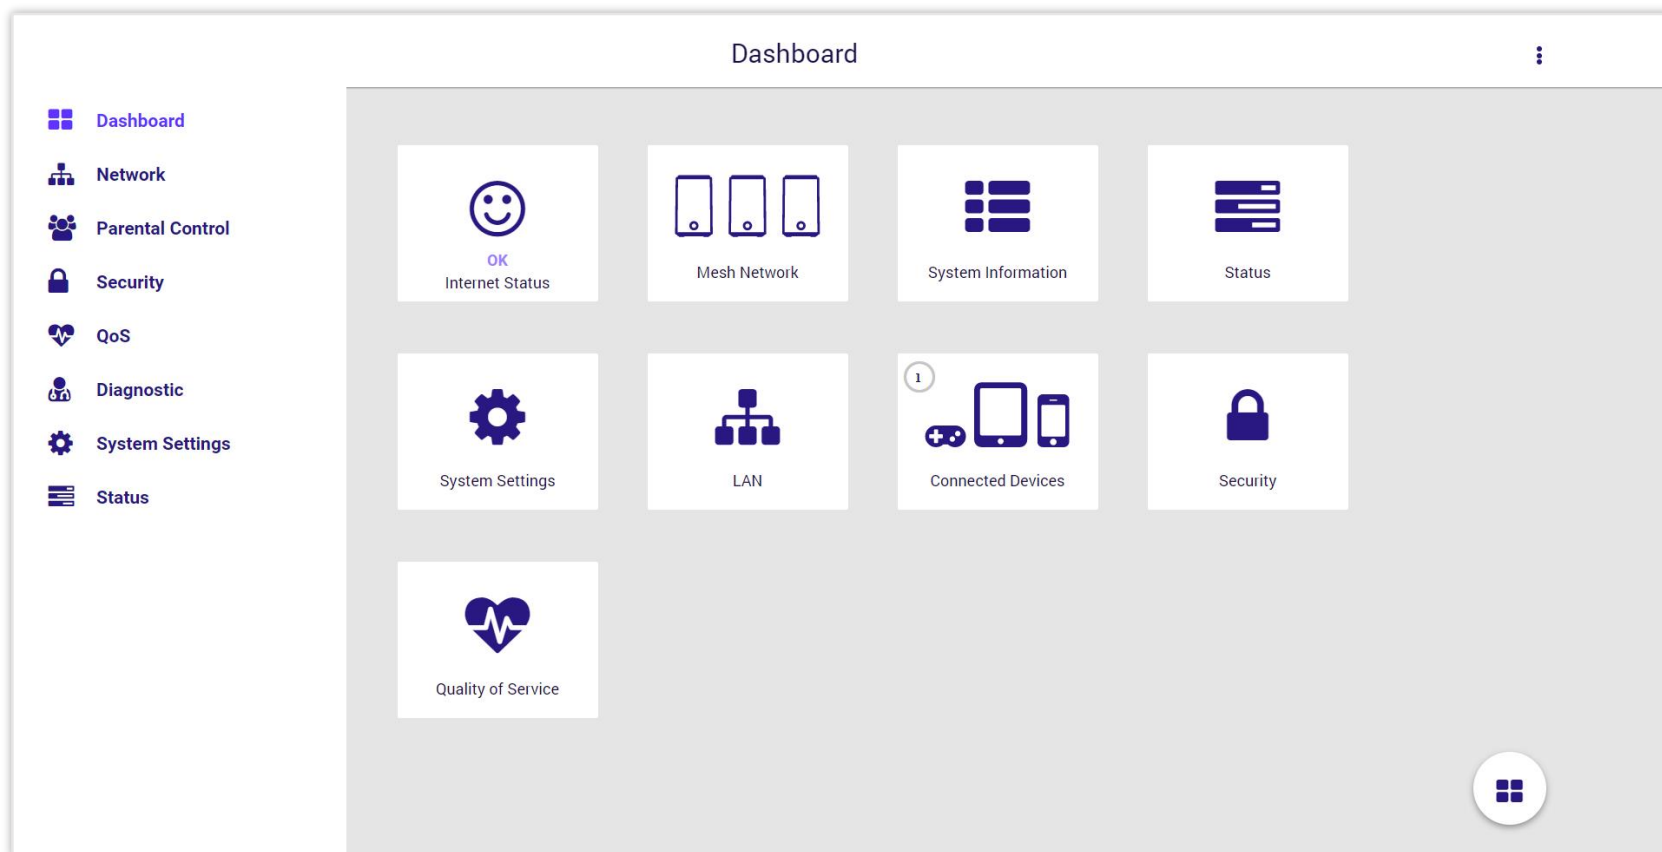 Dashboard
Dashboard
Network
Parental Control
Security
QoS
Diagnostic
System Settings
Status
OK
Internet Status
Mesh Network
System Information
Status
System Settings
LAN
1
Connected Devices
Security
Quality of Service